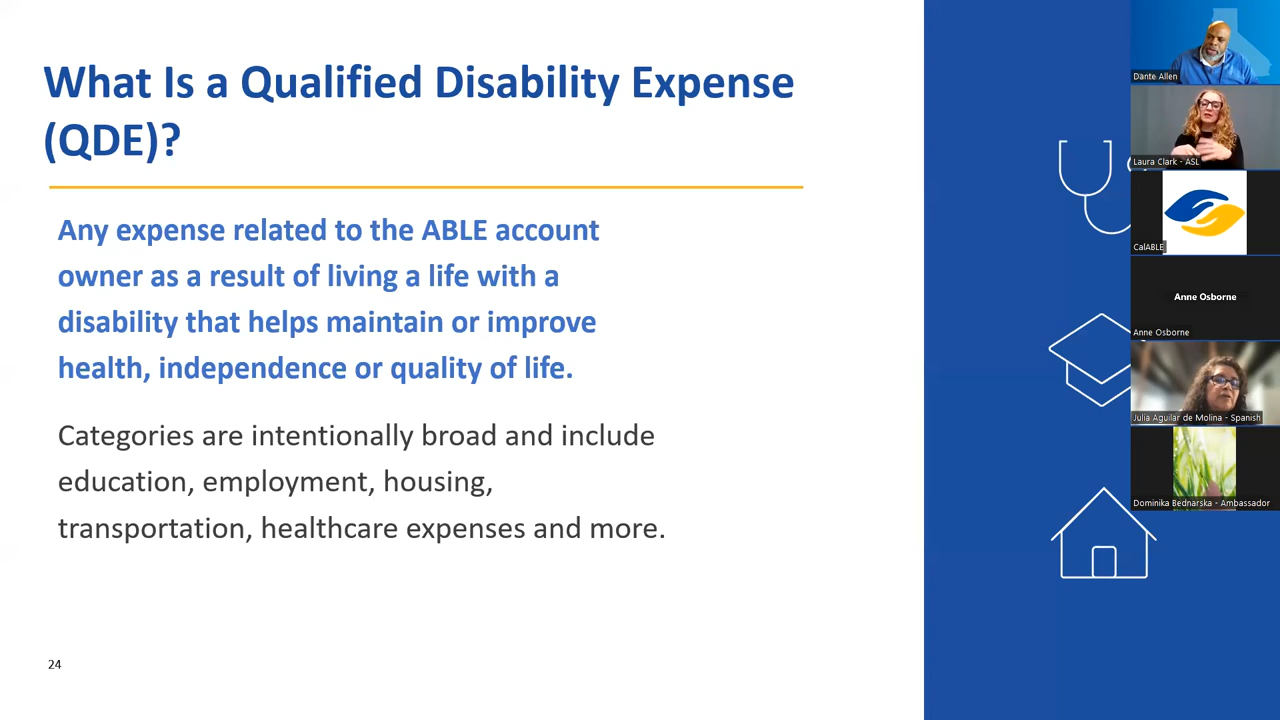 What Is a Qualified Disability Expense
(QDE)?
Any expense related to the ABLE account
owner as a result of living a life with a
disability that helps maintain or improve
health, independence or quality of life.
Categories are intentionally broad and include
education, employment, housing,
transportation, healthcare expenses and more.
24
Dante Allen
Laura Clark - ASL
CalABLE
Anne Osborne
Anne Osborne
Julia Aguilar de Molina - Spanish
Dominika Bednarska - Ambassador